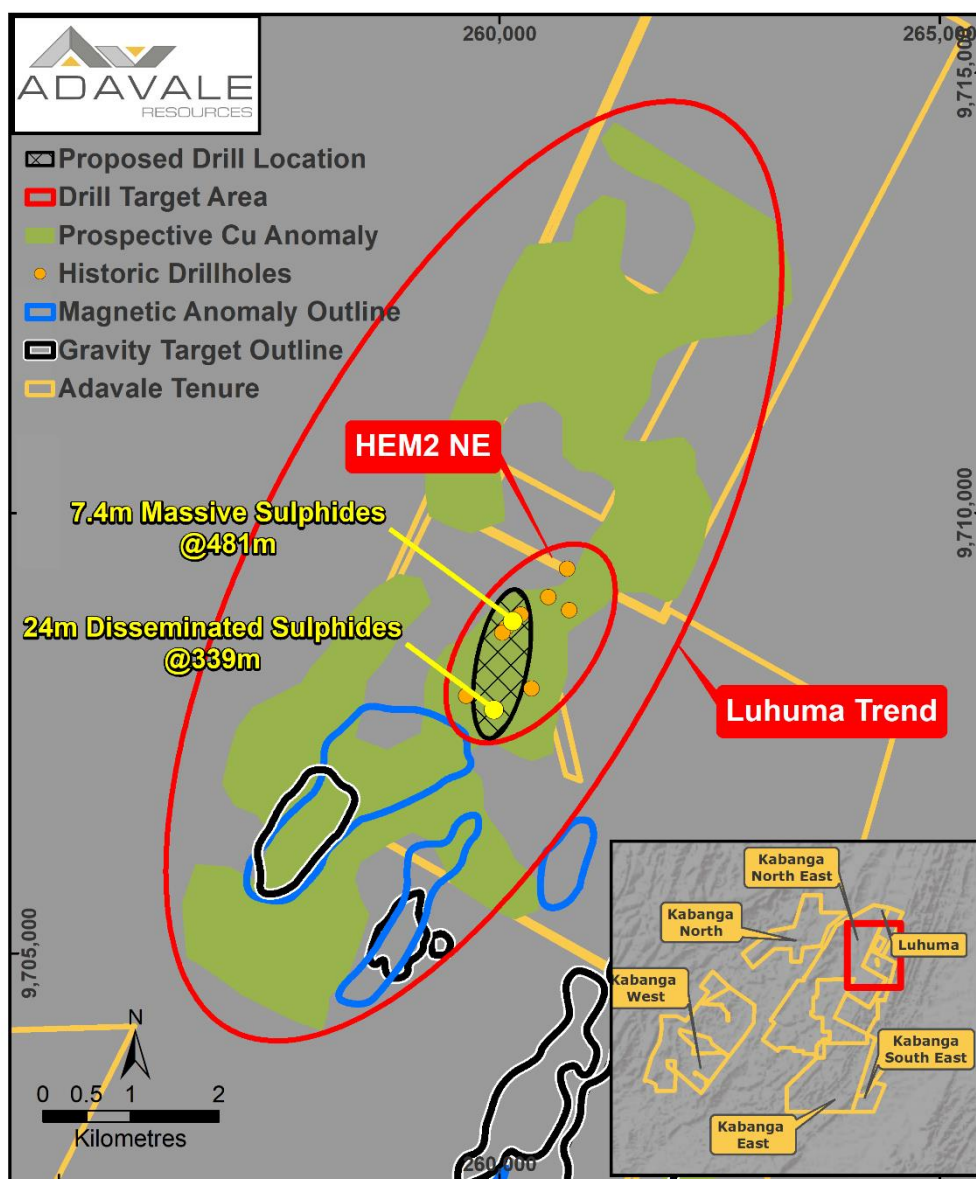 ADAVALE
RESOURCES
260,000
265,000
9,715,000
Proposed Drill Location
Drill Target Area
Prospective Cu Anomaly
Historic Drillholes
Magnetic Anomaly Outline
Gravity Target Outline
Adavale Tenure
HEM2 NE
7.4m Massive Sulphides
@481m
9,710,000
24m Disseminated Sulphides
@339m
Luhuma Trend
9,705,000
N
0 0.5 1 2
Kilometres
260,000
Kabanga
North East
Kabanga
North
Luhuma
Kabanga
West
Kabanga
South East
Kabanga
East